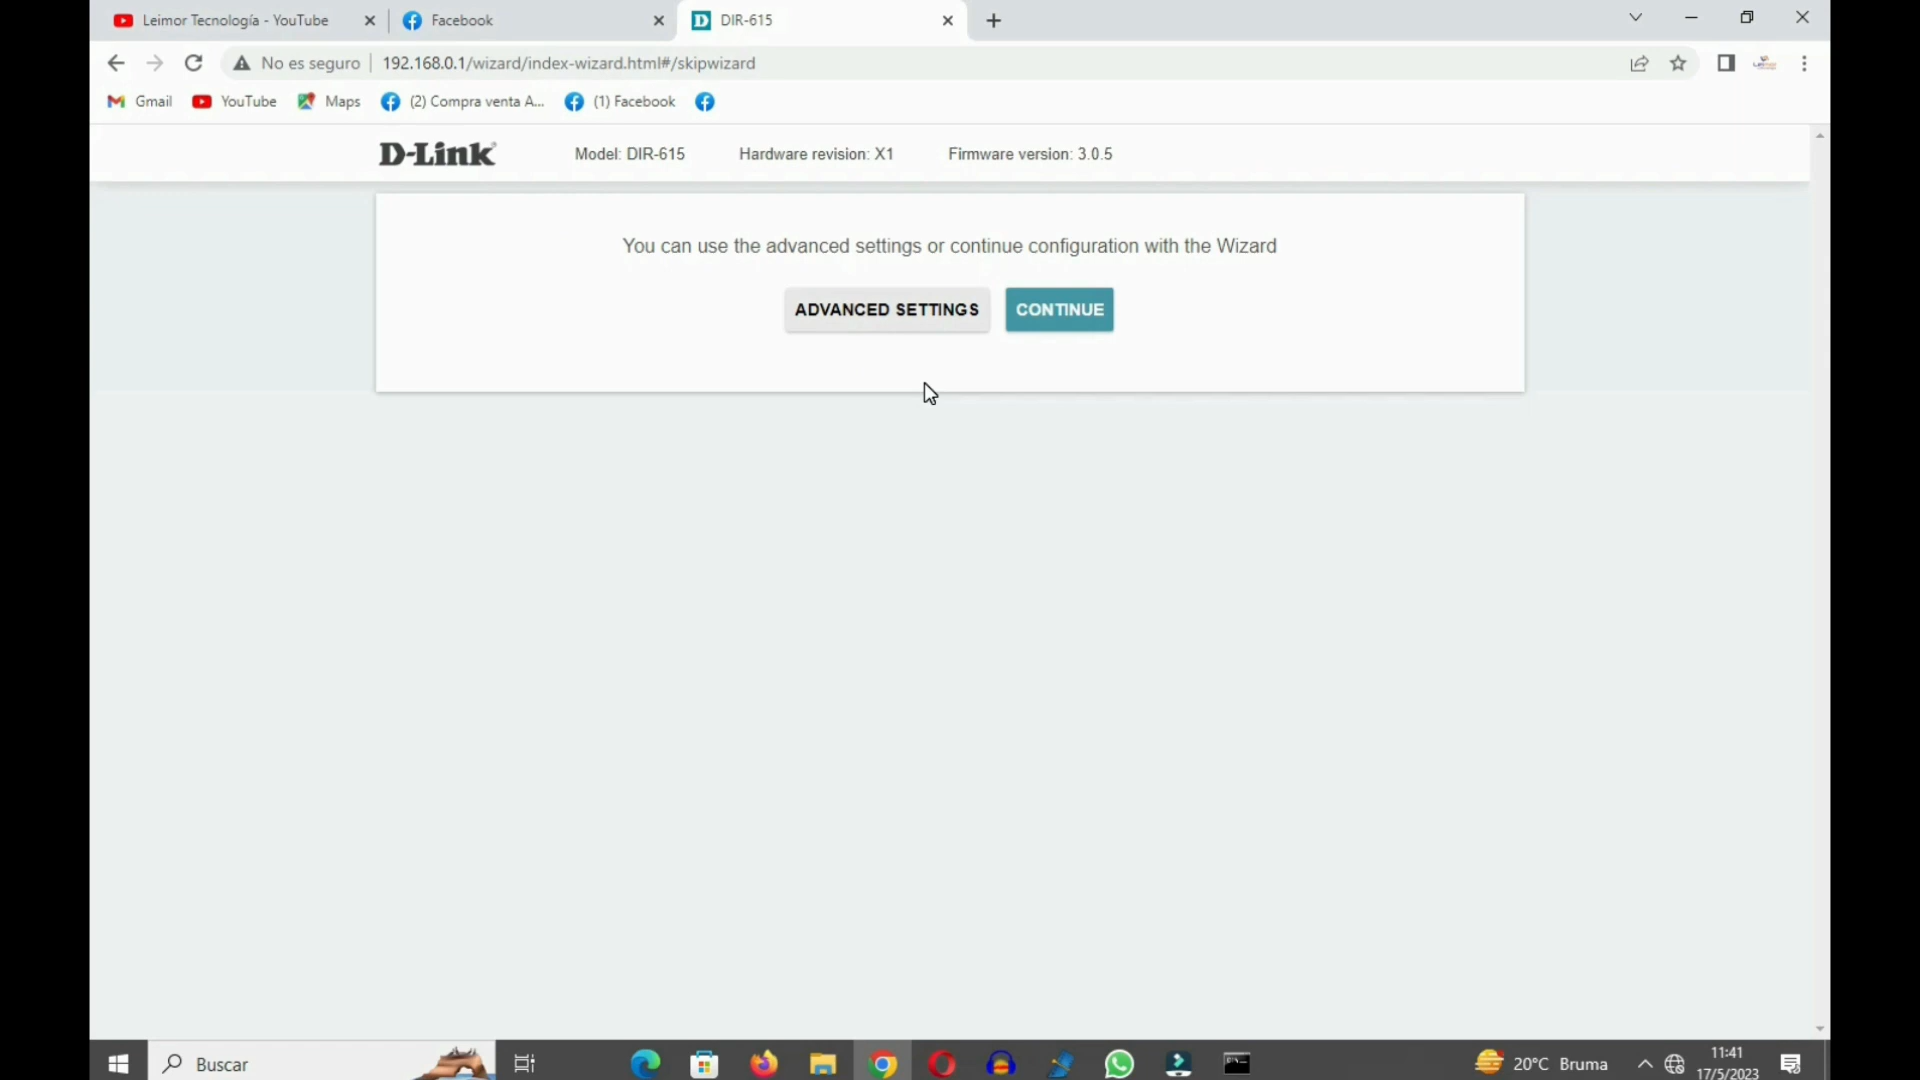 Leimor Tecnología - YouTube
Facebook
DIR-615
No es seguro
192.168.0.1/wizard/index-wizard.html#/skipwizard
Gmail
YouTube
Maps
(2) Compra venta A...
(1) Facebook
D-Link
Model: DIR-615
Hardware revision: X1
Firmware version: 3.0.5
You can use the advanced settings or continue configuration with the Wizard
ADVANCED SETTINGS
CONTINUE
Buscar
20°C Bruma
11:41
17/5/2023